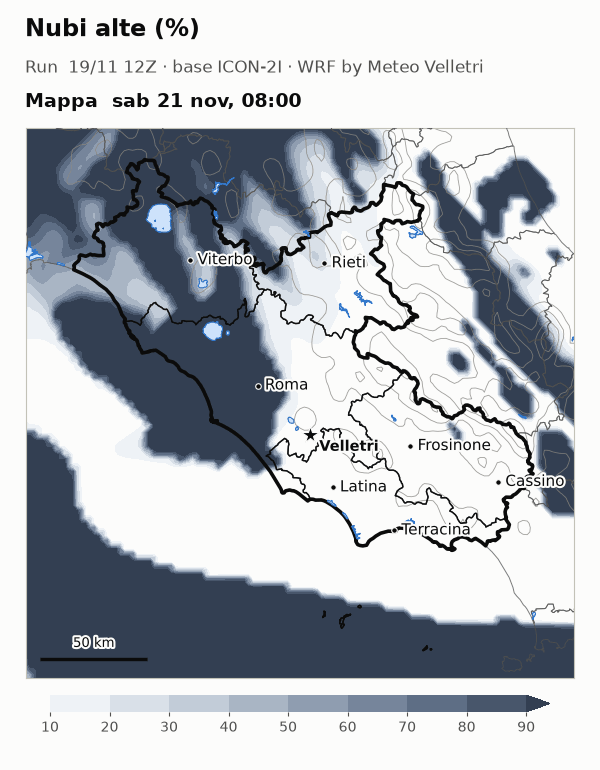 Nubi alte (%)
Run 19/11 12Z · base ICON-2I · WRF by Meteo Velletri
Mappa sab 21 nov, 08:00
Viterbo
Rieti
Roma
Velletri
Frosinone
Cassino
Latina
Terracina
50 km
10 20 30 40 50 60 70 80 90